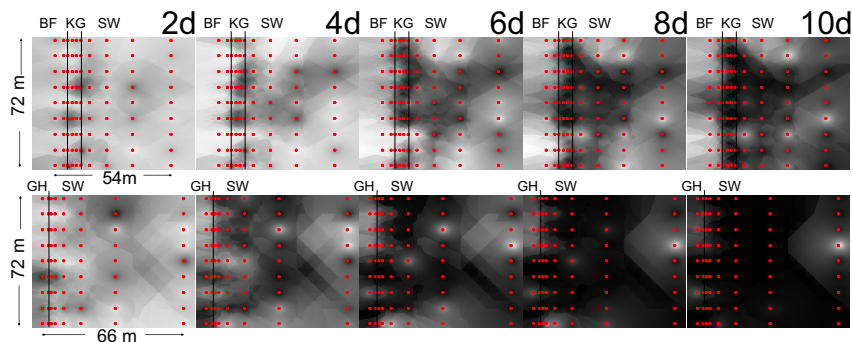 BF KG SW 2d BF KG SW 4d BF KG SW 6d BF KG SW 8d BF KG SW 10d
72 m
54m
GH SW GH SW GH SW GH SW GH SW
72 m
66 m